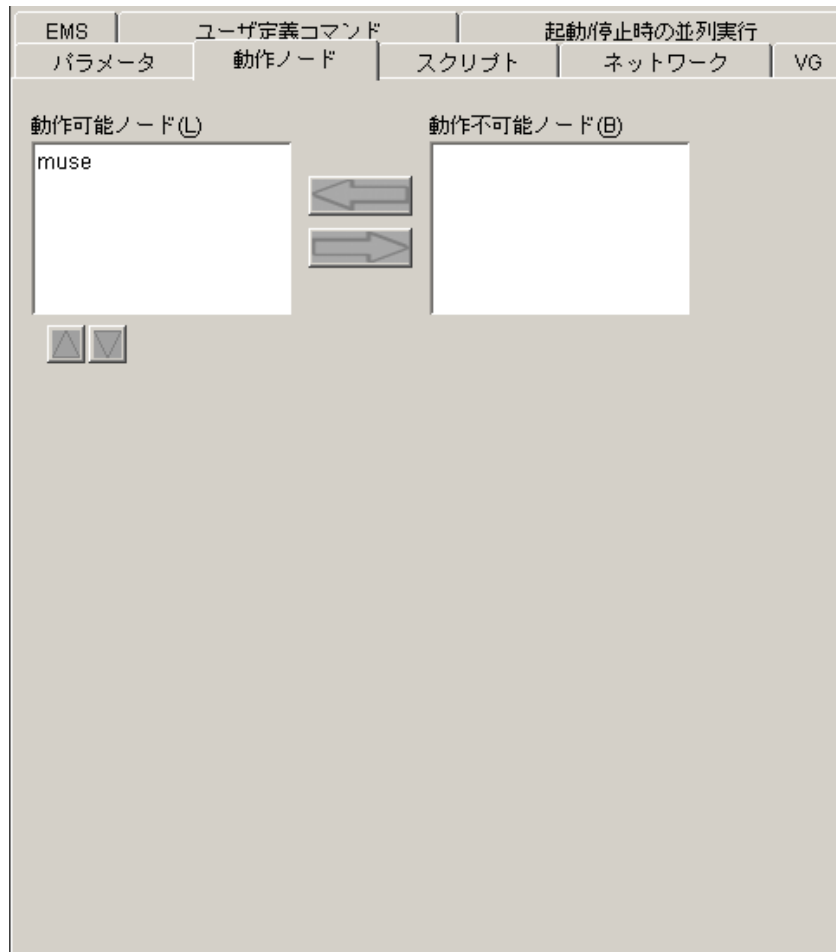 EMS ユーザ定義コマンド 起動/停止時の並列実行
パラメータ 動作ノード スクリプト ネットワーク VG
動作可能ノード(L) 動作不可能ノード(B)
muse